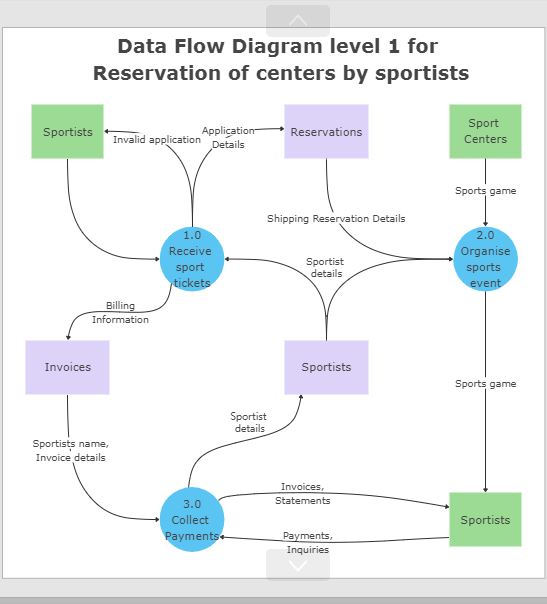 Data Flow Diagram level 1 for
Reservation of centers by sportists
Sportists
Invalid application
Application
Details
Reservations
Sport
Centers
Sports game
Shipping Reservation Details
1.0
Receive
sport
tickets
Sportist
details
2.0
Organise
sports
event
Billing
Information
Invoices
Sportists
Sports game
Sportist
details
Sportists name,
Invoice details
3.0
Collect
Payments
Invoices,
Statements
Payments,
Inquiries
Sportists